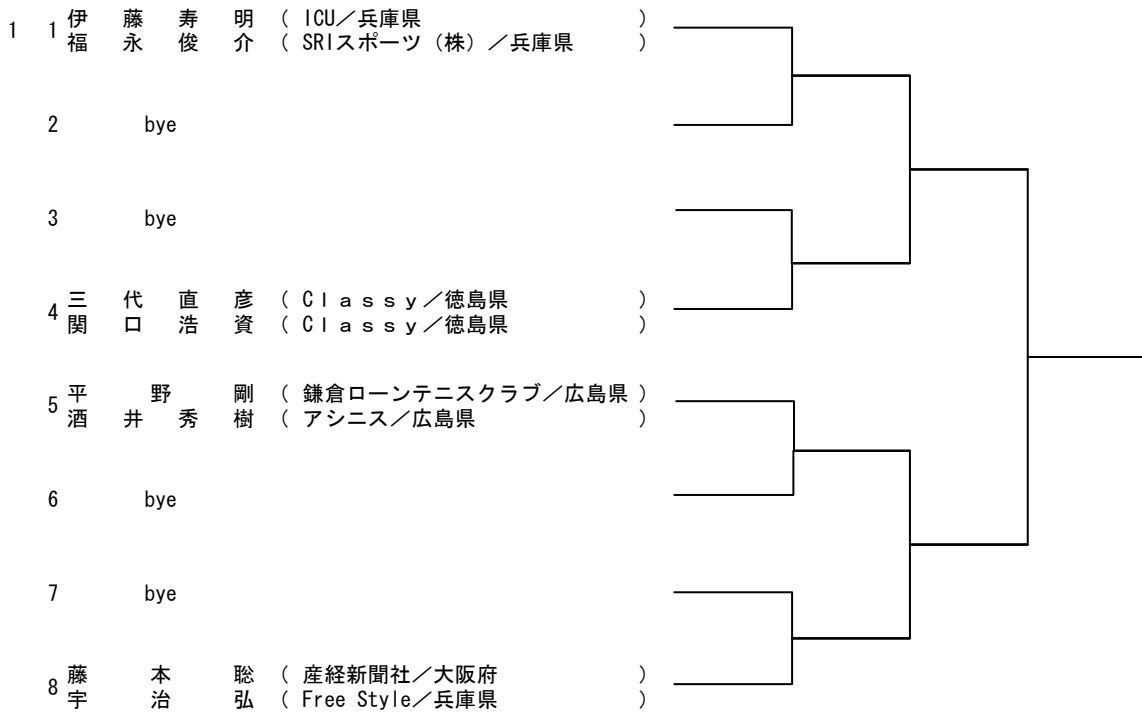 1 1 伊藤寿明 ( ICU／兵庫県 )
福永俊介 ( SRIスポーツ（株）／兵庫県 )
2 bye
3 bye
4 三代直彦 ( Ｃｌａｓｓｙ／徳島県 )
関口浩資 ( Ｃｌａｓｓｙ／徳島県 )
5 平野剛 ( 鎌倉ローンテニスクラブ／広島県 )
酒井秀樹 ( アシニス／広島県 )
6 bye
7 bye
8 藤本聡 ( 産経新聞社／大阪府 )
宇治弘 ( Free Style／兵庫県 )